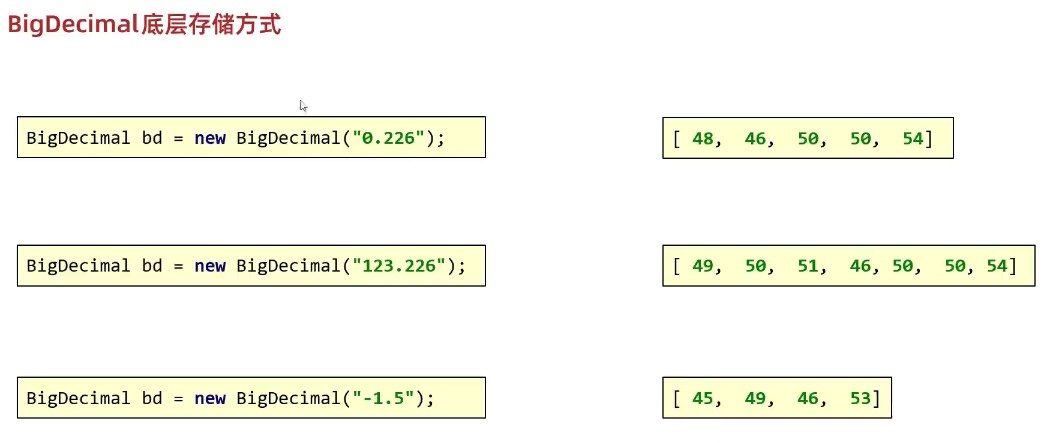 BigDecimal底层存储方式
BigDecimal bd = new BigDecimal("0.226");
[ 48, 46, 50, 50, 54]
BigDecimal bd = new BigDecimal("123.226");
[ 49, 50, 51, 46, 50, 50, 54]
BigDecimal bd = new BigDecimal("-1.5");
[ 45, 49, 46, 53]